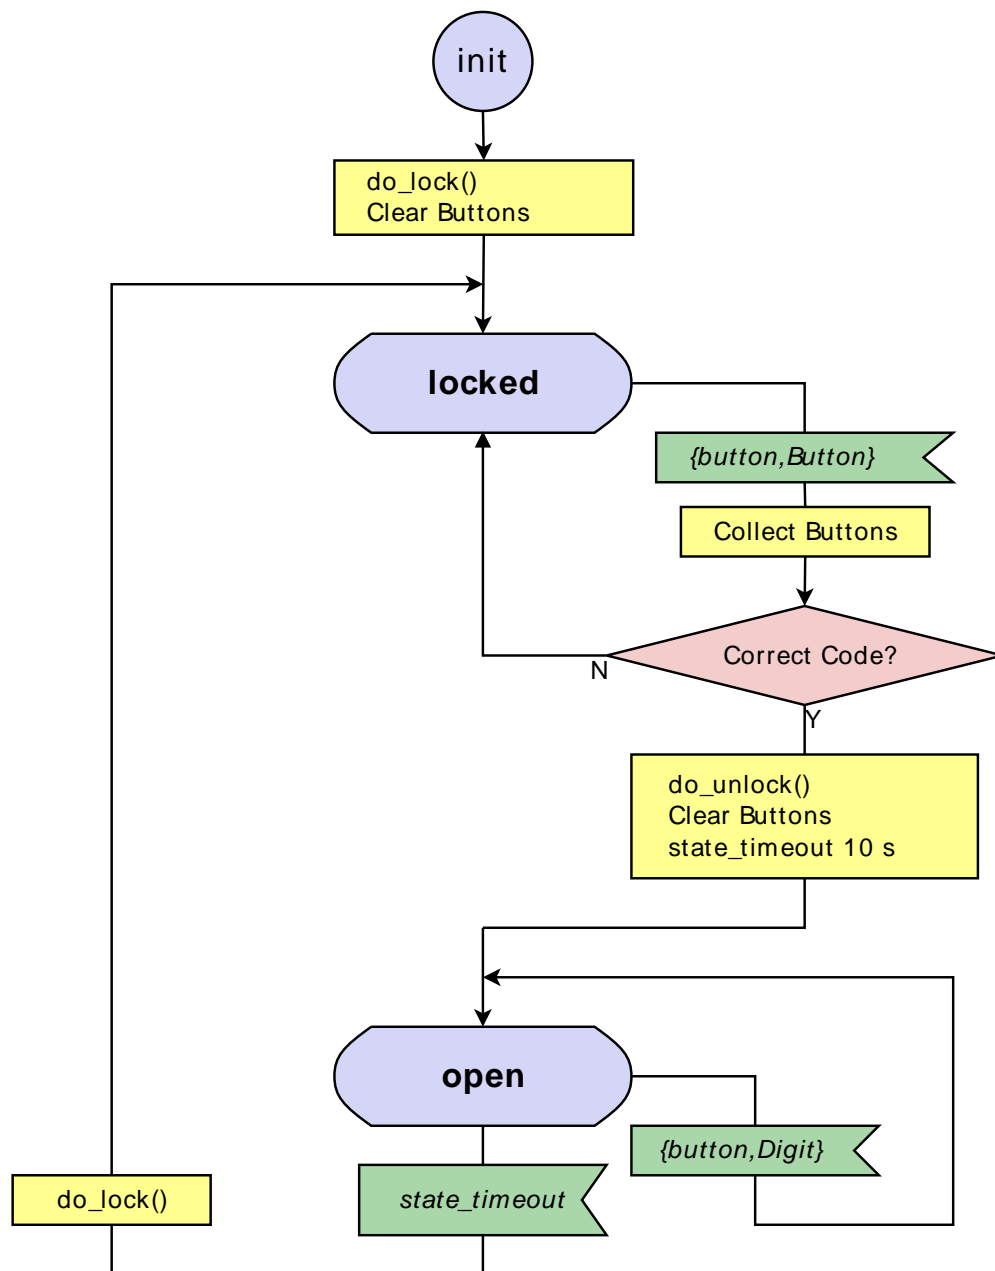 init
do_lock()
Clear Buttons
locked
{button,Button}
Collect Buttons
Correct Code?
N
Y
do_unlock()
Clear Buttons
state_timeout 10 s
open
{button,Digit}
do_lock()
state_timeout